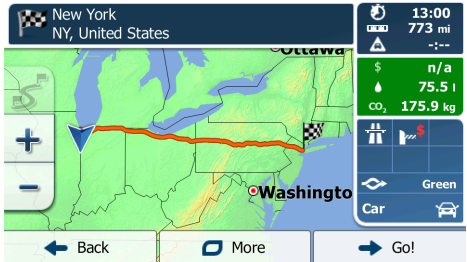 New York
NY, United States
13:00
773 mi
-:--
$ n/a
75.5 l
CO₂ 175.9 kg
Ottawa
Washingto
$
Green
Car
Back
More
Go!